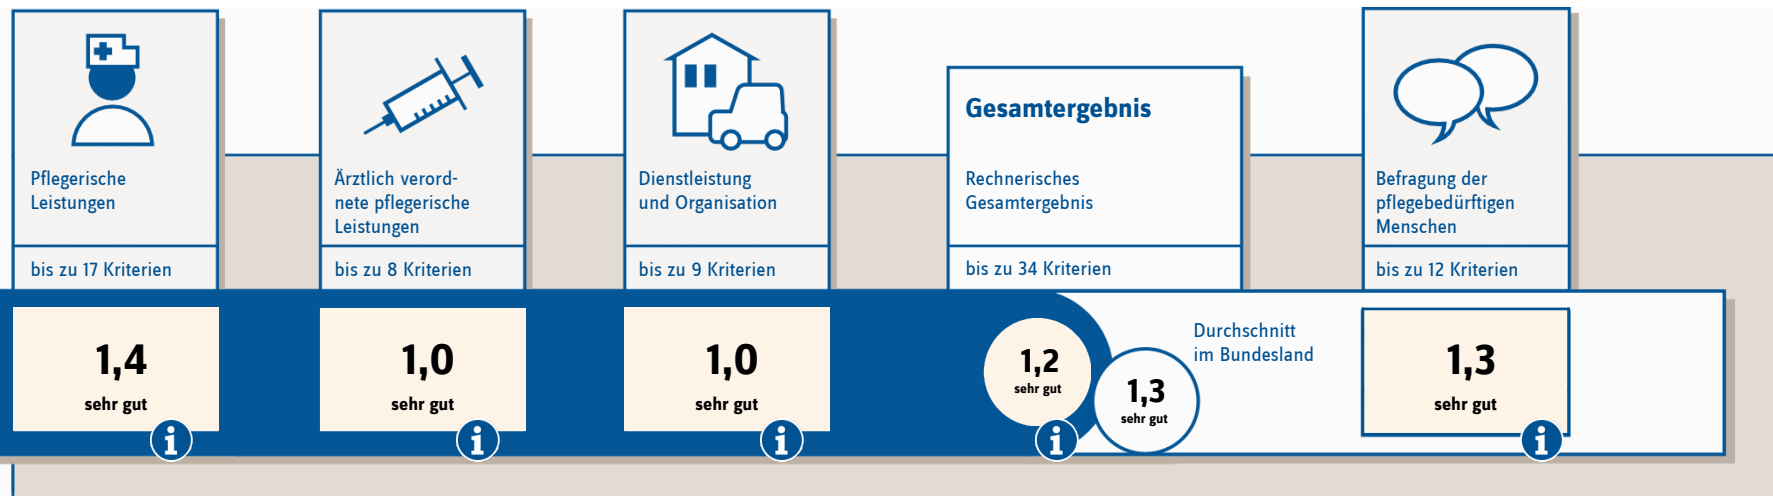 Pflegerische
Leistungen
bis zu 17 Kriterien
1,4
sehr gut
i
Ärztlich verord-
nete pflegerische
Leistungen
bis zu 8 Kriterien
1,0
sehr gut
i
Dienstleistung
und Organisation
bis zu 9 Kriterien
1,0
sehr gut
i
Gesamtergebnis
Rechnerisches
Gesamtergebnis
bis zu 34 Kriterien
1,2
sehr gut
i
1,3
sehr gut
Durchschnitt
im Bundesland
Befragung der
pflegebedürftigen
Menschen
bis zu 12 Kriterien
1,3
sehr gut
i